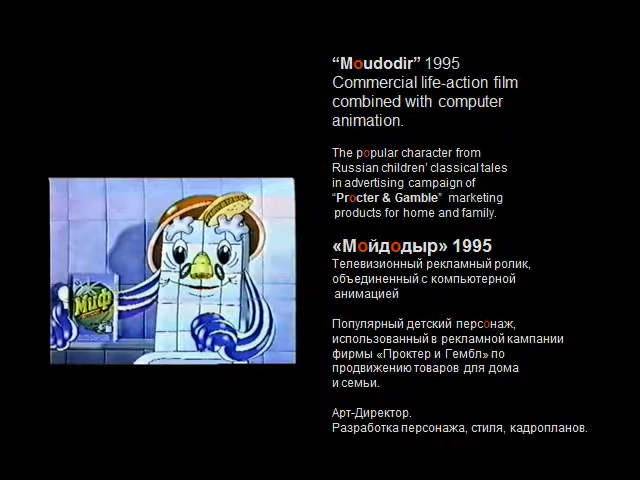 “Moudodir” 1995
Commercial life-action film
combined with computer
animation.
The popular character from
Russian children’ classical tales
in advertising campaign of
“Procter & Gamble” marketing
products for home and family.
«Мойдодыр» 1995
Телевизионный рекламный ролик,
объединенный с компьютерной
анимацией
Популярный детский персонаж,
использованный в рекламной кампании
фирмы «Проктер и Гембл» по
продвижению товаров для дома
и семьи.
Арт-Директор.
Разработка персонажа, стиля, кадропланов.
Миф